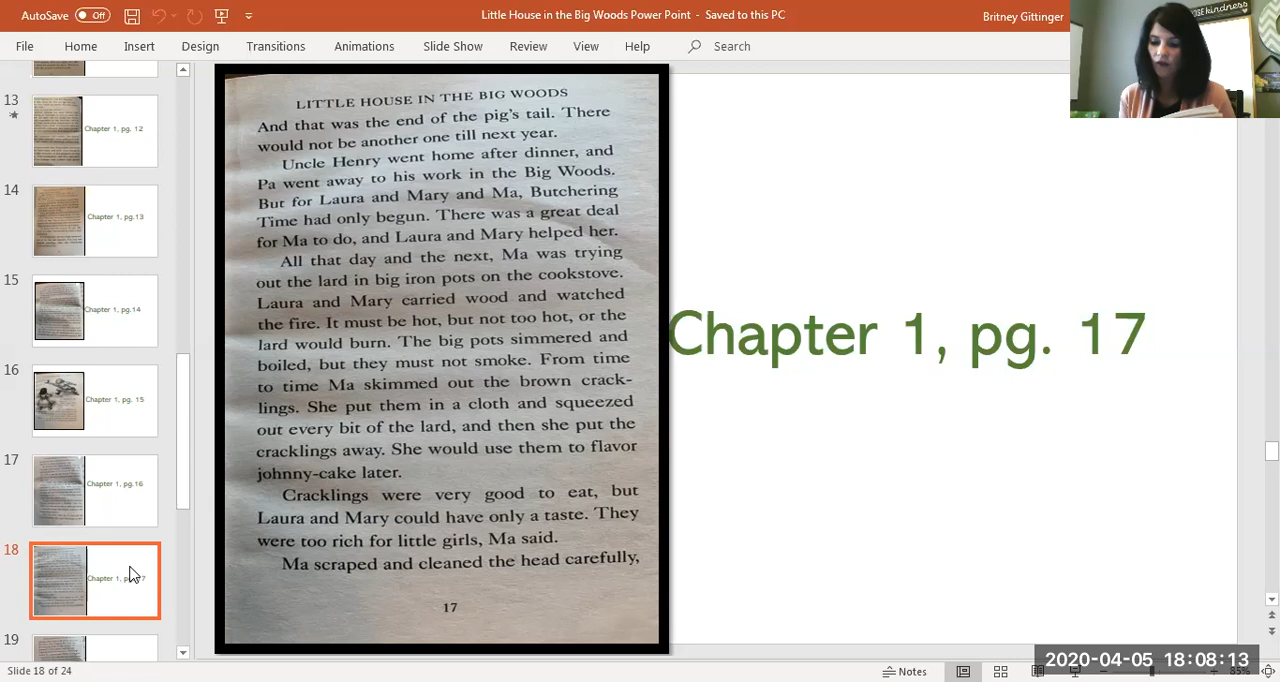 AutoSave Off
Little House in the Big Woods Power Point - Saved to this PC
Britney Gittinger
File Home Insert Design Transitions Animations Slide Show Review View Help Search
13
Chapter 1, pg. 12
14
Chapter 1, pg.13
15
Chapter 1, pg.14
16
Chapter 1, pg. 15
17
Chapter 1, pg.16
18
Chapter 1,
19
LITTLE HOUSE IN THE BIG WOODS
And that was the end of the pig's tail. There
would not be another one till next year.
Uncle Henry went home after dinner, and
Pa went away to his work in the Big Woods.
But for Laura and Mary and Ma, Butchering
Time had only begun. There was a great deal
for Ma to do, and Laura and Mary helped her.
All that day and the next, Ma was trying
out the lard in big iron pots on the cookstove.
Laura and Mary carried wood and watched
the fire. It must be hot, but not too hot, or the
lard would burn. The big pots simmered and
boiled, but they must not smoke. From time
to time Ma skimmed out the brown crack-
lings. She put them in a cloth and squeezed
out every bit of the lard, and then she put the
cracklings away. She would use them to flavor
johnny-cake later.
Cracklings were very good to eat, but
Laura and Mary could have only a taste. They
were too rich for little girls, Ma said.
Ma scraped and cleaned the head carefully,
17
Chapter 1, pg. 17
kindness
Slide 18 of 24
Notes
2020-04-05 18:08:13